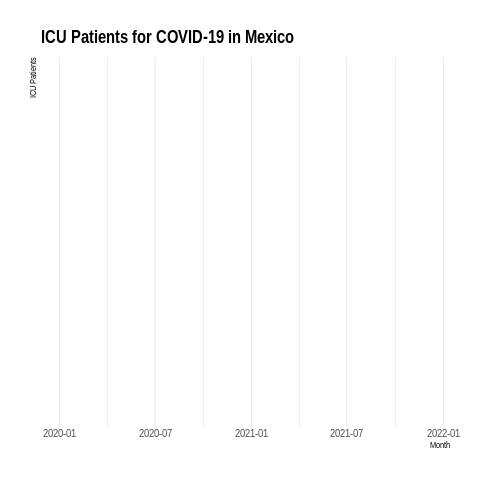 ICU Patients for COVID-19 in Mexico
ICU Patients
2020-01 2020-07 2021-01 2021-07 2022-01
Month